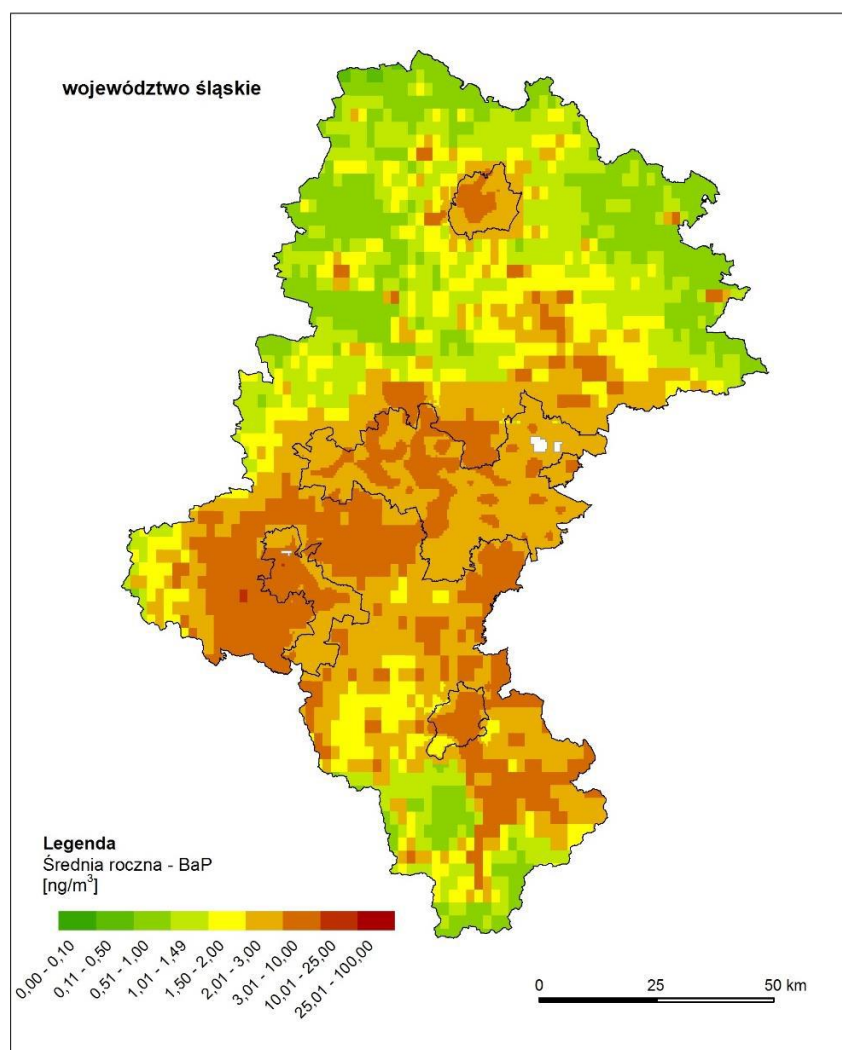 województwo śląskie
Legenda
Średnia roczna - BaP
[ng/m³]
0,00 - 0,10
0,11 - 0,50
0,51 - 1,00
1,01 - 1,49
1,50 - 2,00
2,01 - 3,00
3,01 - 10,00
10,01 - 25,00
25,01 - 100,00
0 25 50 km